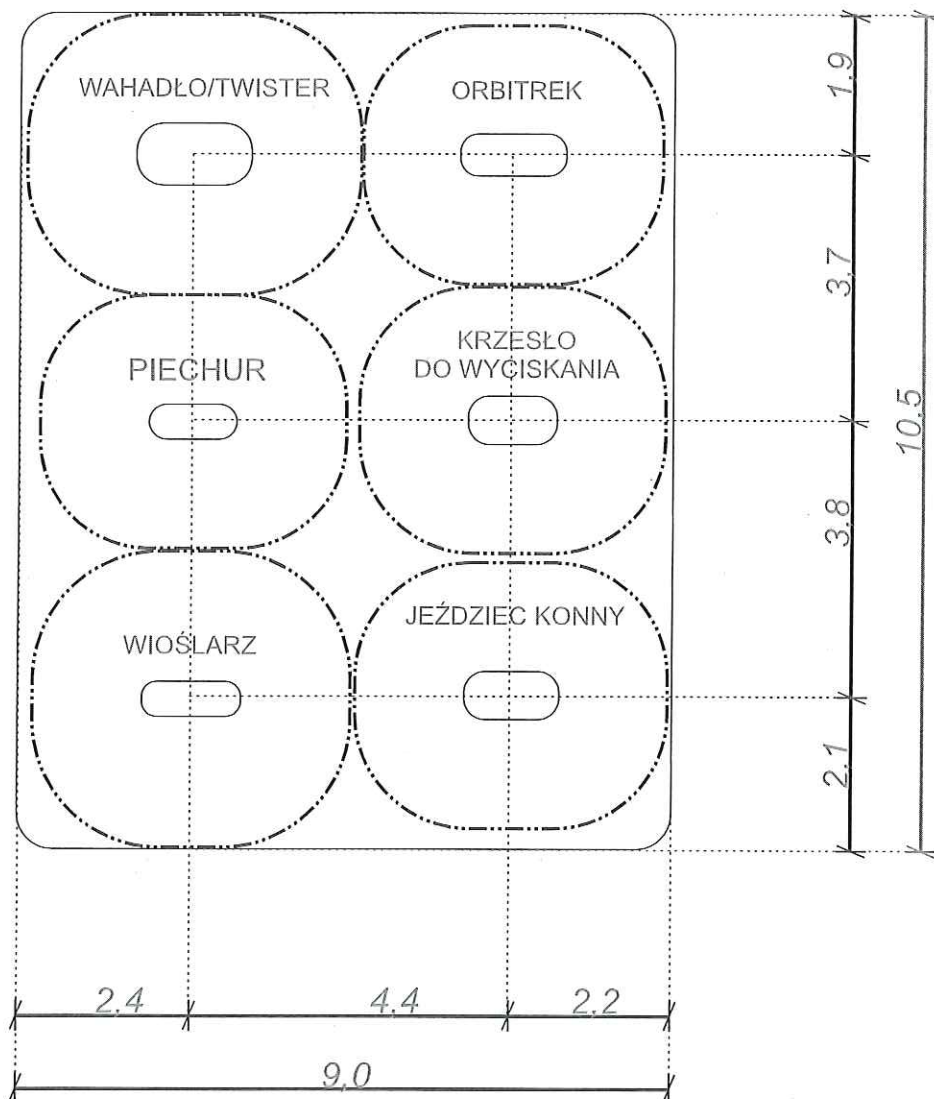 WAHADŁO/TWISTER
ORBITREK
PIECHUR
KRZESŁO
DO WYCISKANIA
WIOŚLARZ
JEŹDZIEC KONNY
1.9
3,7
3.8
2.1
10.5
2.4
4.4
2.2
9,0